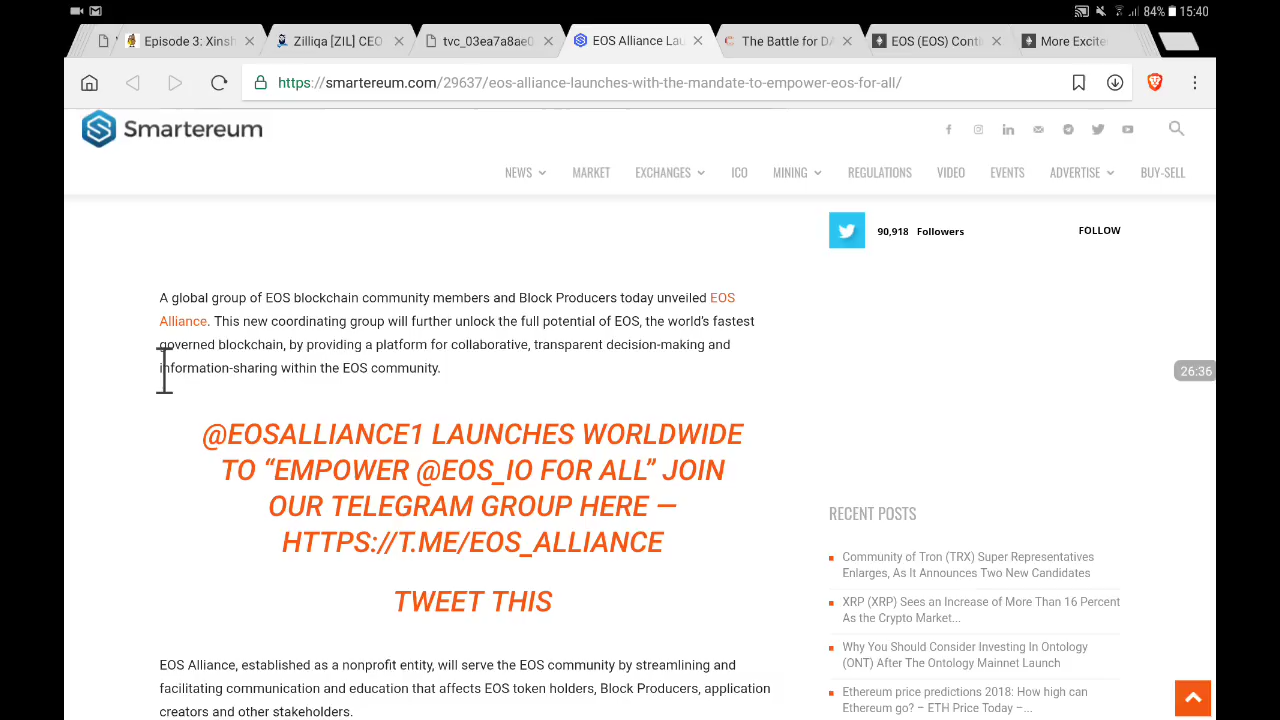 84% 15:40
Episode 3: Xinsh
Zilliqa [ZIL] CEO
tvc_03ea7a8ae0
EOS Alliance Lau
The Battle for DA
EOS (EOS) Conti
More Excite
https://smartereum.com/29637/eos-alliance-launches-with-the-mandate-to-empower-eos-for-all/
Smartereum
NEWS MARKET EXCHANGES ICO MINING REGULATIONS VIDEO EVENTS ADVERTISE BUY-SELL
90,918 Followers FOLLOW
A global group of EOS blockchain community members and Block Producers today unveiled EOS
Alliance. This new coordinating group will further unlock the full potential of EOS, the world's fastest
governed blockchain, by providing a platform for collaborative, transparent decision-making and
information-sharing within the EOS community.
26:36
@EOSALLIANCE1 LAUNCHES WORLDWIDE
TO “EMPOWER @EOS_IO FOR ALL” JOIN
OUR TELEGRAM GROUP HERE —
HTTPS://T.ME/EOS_ALLIANCE
TWEET THIS
EOS Alliance, established as a nonprofit entity, will serve the EOS community by streamlining and
facilitating communication and education that affects EOS token holders, Block Producers, application
creators and other stakeholders.
RECENT POSTS
Community of Tron (TRX) Super Representatives
Enlarges, As It Announces Two New Candidates
XRP (XRP) Sees an Increase of More Than 16 Percent
As the Crypto Market...
Why You Should Consider Investing In Ontology
(ONT) After The Ontology Mainnet Launch
Ethereum price predictions 2018: How high can
Ethereum go? – ETH Price Today –...